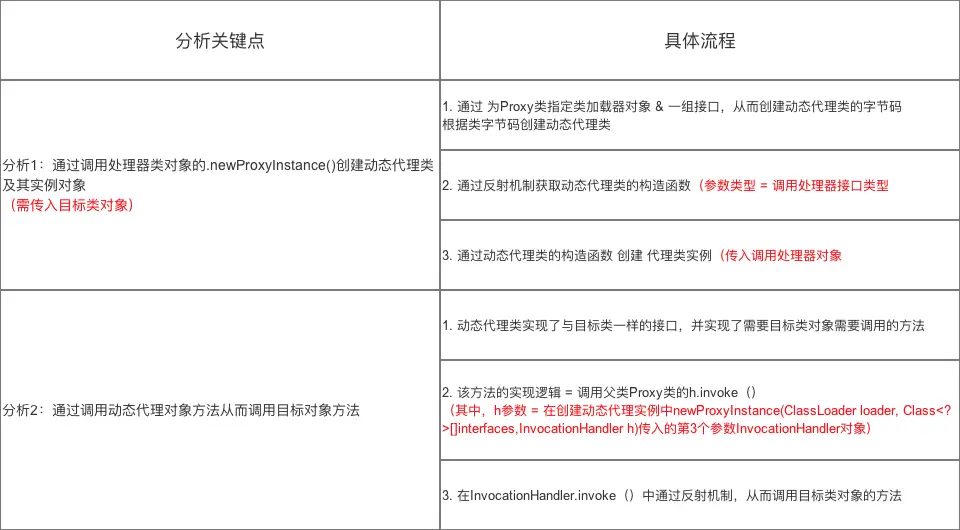 分析关键点
具体流程
分析1：通过调用处理器类对象的.newProxyInstance()创建动态代理类
及其实例对象
（需传入目标类对象）
1. 通过 为Proxy类指定类加载器对象 & 一组接口，从而创建动态代理类的字节码
根据类字节码创建动态代理类
2. 通过反射机制获取动态代理类的构造函数（参数类型 = 调用处理器接口类型
3. 通过动态代理类的构造函数 创建 代理类实例（传入调用处理器对象
分析2：通过调用动态代理对象方法从而调用目标对象方法
1. 动态代理类实现了与目标类一样的接口，并实现了需要目标类对象需要调用的方法
2. 该方法的实现逻辑 = 调用父类Proxy类的h.invoke（）
（其中，h参数 = 在创建动态代理实例中newProxyInstance(ClassLoader loader, Class<?
>[]interfaces,InvocationHandler h)传入的第3个参数InvocationHandler对象）
3. 在InvocationHandler.invoke（）中通过反射机制，从而调用目标类对象的方法